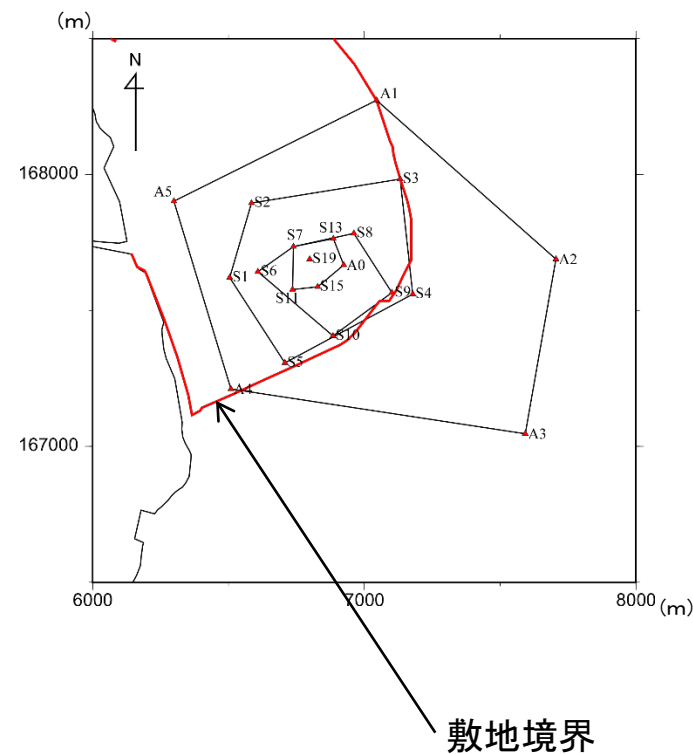 (m)
N
A1
168000
S3
A5
S2
S13
S8
S7
A2
S19
A0
S6
S1
S15
S11
S9
S4
S10
S5
A4
A3
167000
6000
7000
8000
(m)
敷地境界